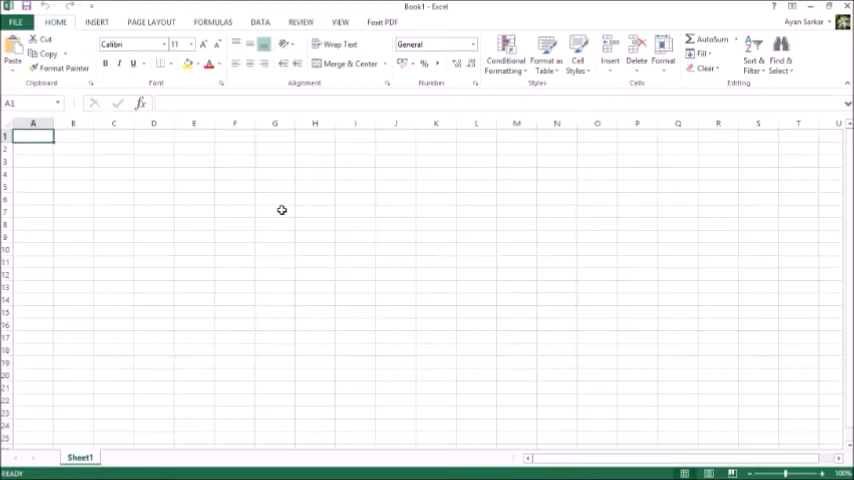 Book1 - Excel
FILE HOME INSERT PAGE LAYOUT FORMULAS DATA REVIEW VIEW Foxit PDF Ayan Sarkar
Cut
Copy
Format Painter
Paste
Clipboard
Calibri 11
B I U
Font
Wrap Text
Merge & Center
Alignment
General
%
Number
Conditional Formatting
Format as Table
Cell Styles
Styles
Insert Delete Format
Cells
AutoSum
Fill
Clear
Sort & Filter
Find & Select
Editing
A1 fx
A B C D E F G H I J K L M N O P Q R S T U
1
2
3
4
5
6
7
8
9
10
11
12
13
14
15
16
17
18
19
20
21
22
23
24
25
Sheet1
READY 100%